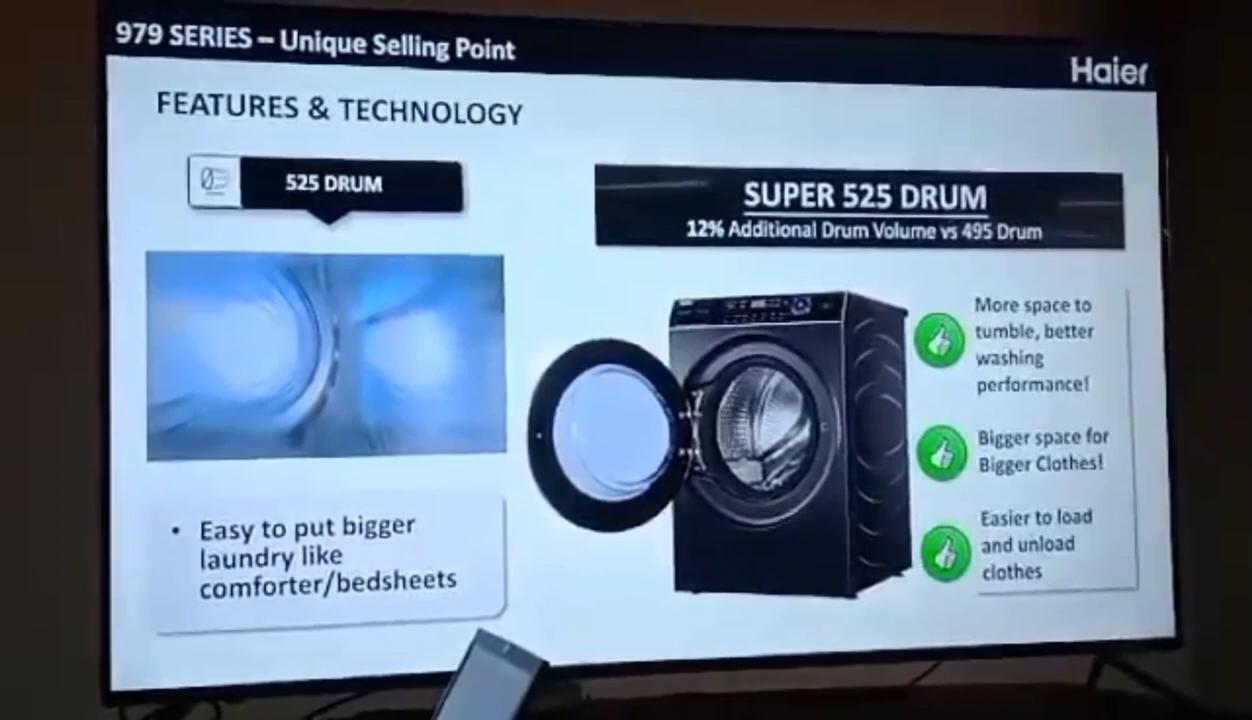 979 SERIES – Unique Selling Point
Haier
FEATURES & TECHNOLOGY
525 DRUM
SUPER 525 DRUM
12% Additional Drum Volume vs 495 Drum
• Easy to put bigger
laundry like
comforter/bedsheets
More space to
tumble, better
washing
performance!
Bigger space for
Bigger Clothes!
Easier to load
and unload
clothes